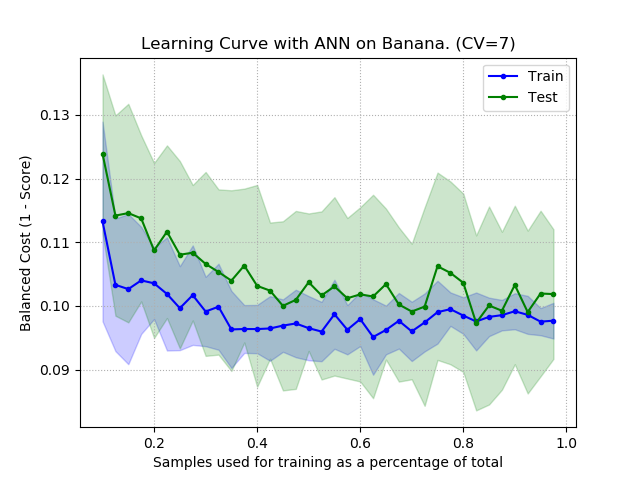 Learning Curve with ANN on Banana. (CV=7)
Train
Test
0.13
0.12
0.11
0.10
0.09
Balanced Cost (1 - Score)
0.2
0.4
0.6
0.8
1.0
Samples used for training as a percentage of total